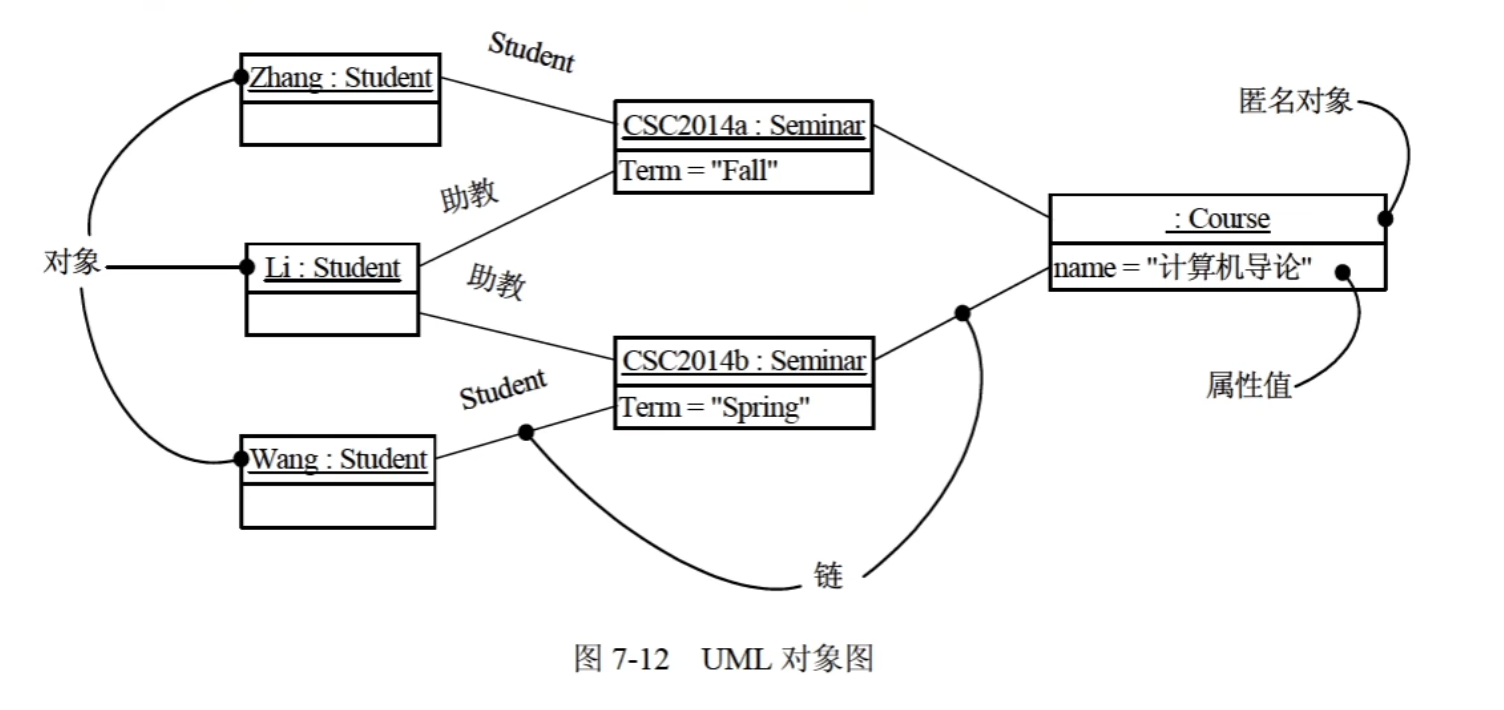 Student
Zhang : Student
匿名对象
CSC2014a : Seminar
Term = "Fall"
助教
: Course
name = "计算机导论"
对象
Li : Student
助教
CSC2014b : Seminar
Term = "Spring"
属性值
Student
Wang : Student
链
图 7-12 UML 对象图